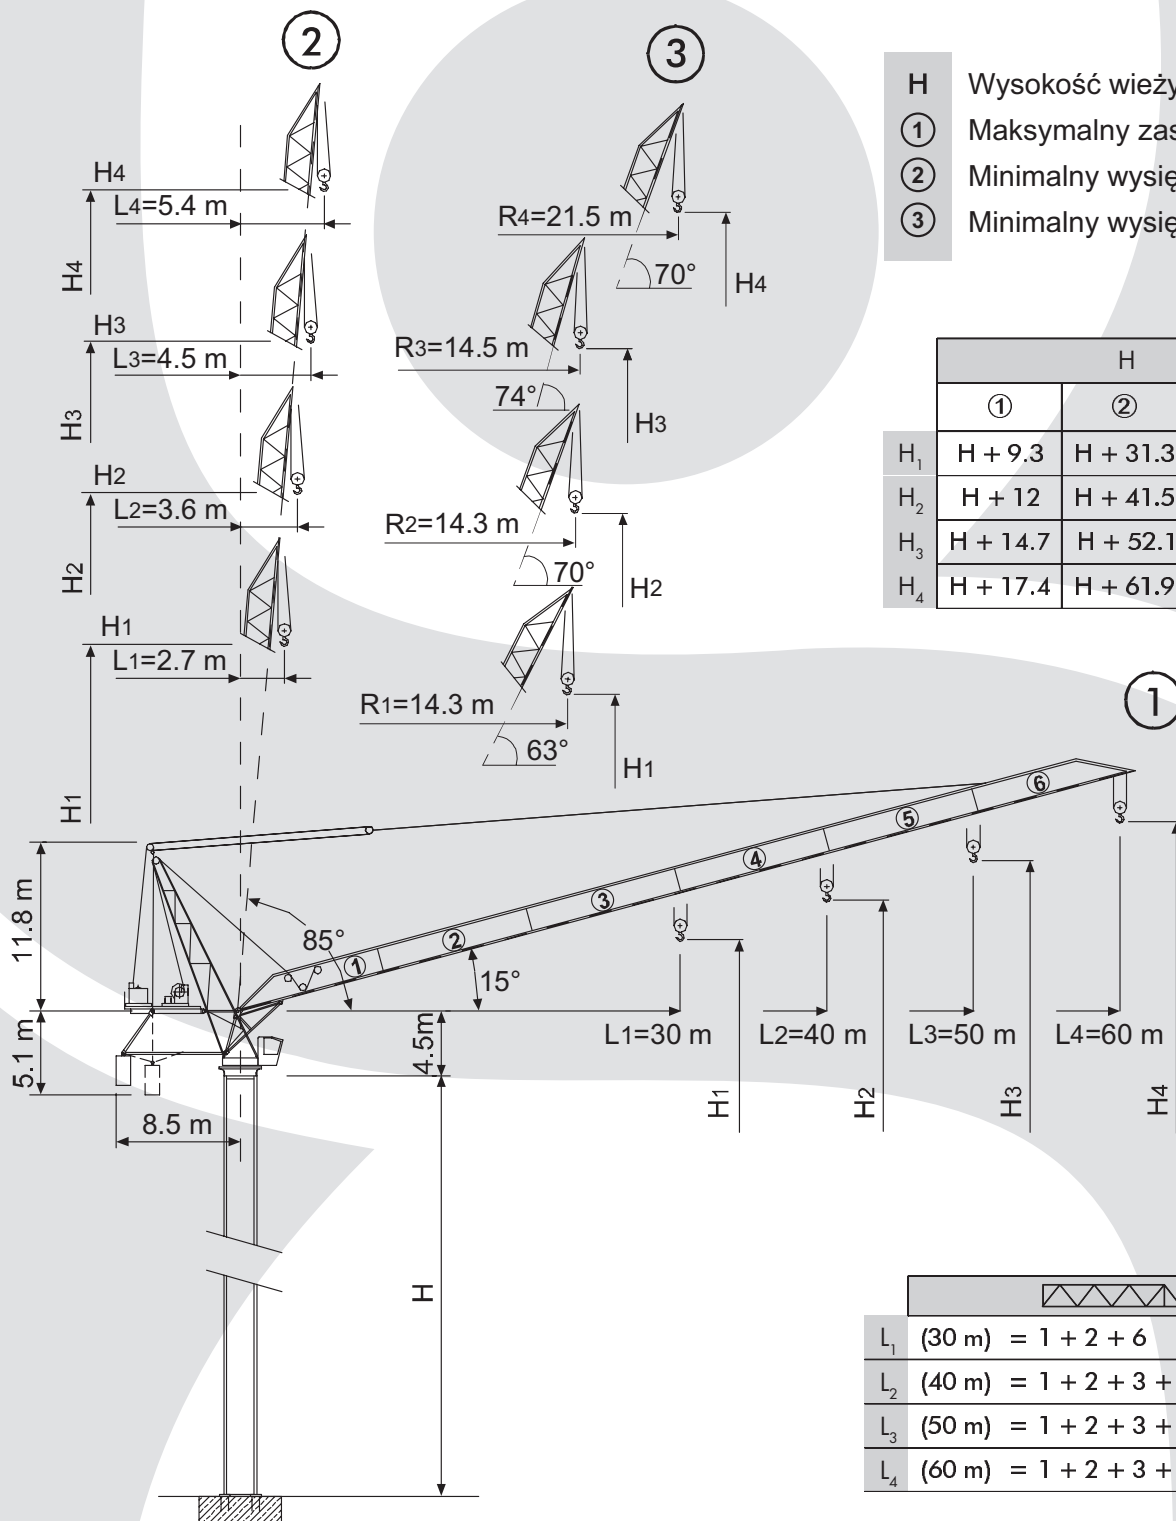 2
3
H Wysokość wieży
1 Maksymalny
2 Minimalny
3 Minimalny
H4
L4=5.4 m
H4
R4=21.5 m
70°
H4
H3
L3=4.5 m
H3
R3=14.5 m
74°
H3
H2
L2=3.6 m
H2
R2=14.3 m
70°
H2
H1
L1=2.7 m
H1
R1=14.3 m
63°
H1
H
1 2
H1 H + 9.3 H + 31.3
H2 H + 12 H + 41.5
H3 H + 14.7 H + 52.1
H4 H + 17.4 H + 61.9
1
6
5
4
3
2
1
11.8 m
85°
15°
5.1 m
4.5m
8.5 m
L1=30 m L2=40 m L3=50 m L4=60 m
H1 H2 H3 H4
H
L1 (30 m) = 1 + 2 + 6
L2 (40 m) = 1 + 2 + 3 +
L3 (50 m) = 1 + 2 + 3 +
L4 (60 m) = 1 + 2 + 3 +